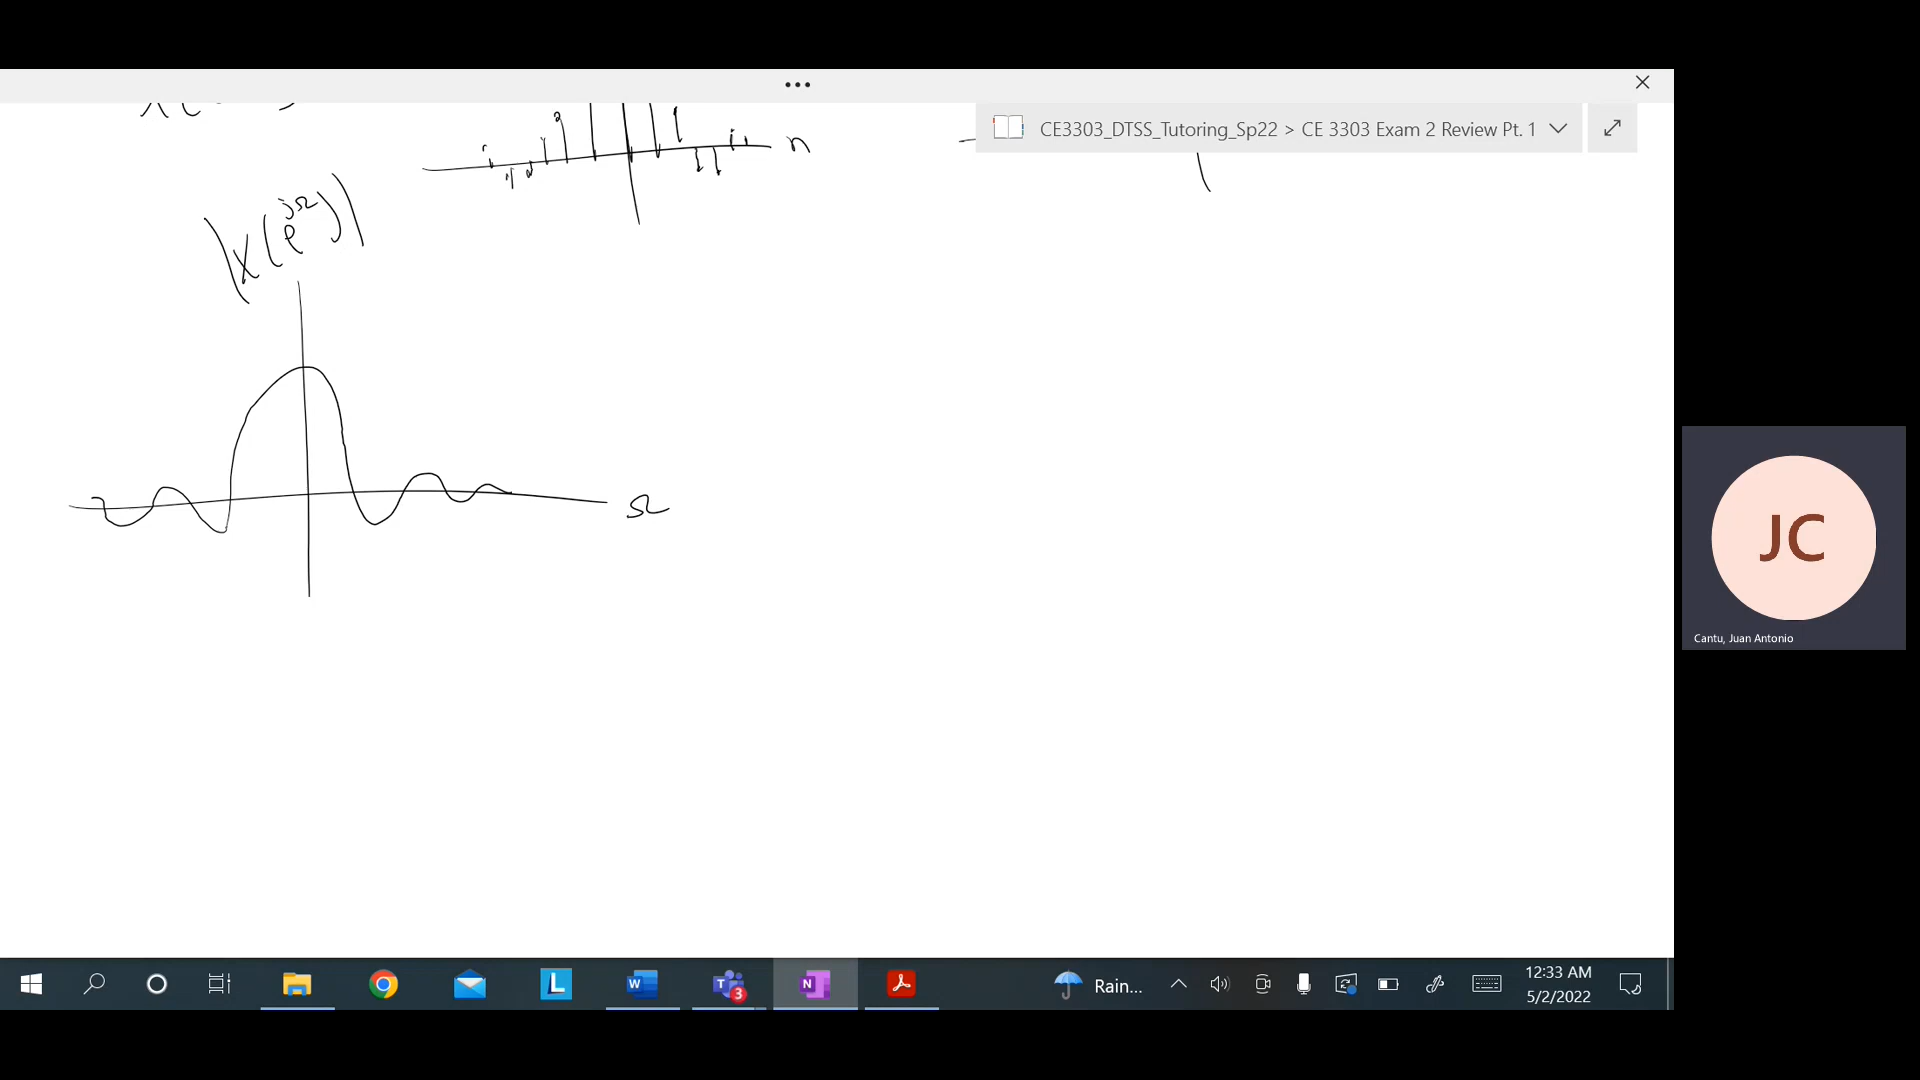 CE3303_DTSS_Tutoring_Sp22 > CE 3303 Exam 2 Review Pt. 1
n
|X(e^{jΩ})|
Ω
JC
Cantu, Juan Antonio
L
W
T
3
N
Rain...
12:33 AM
5/2/2022